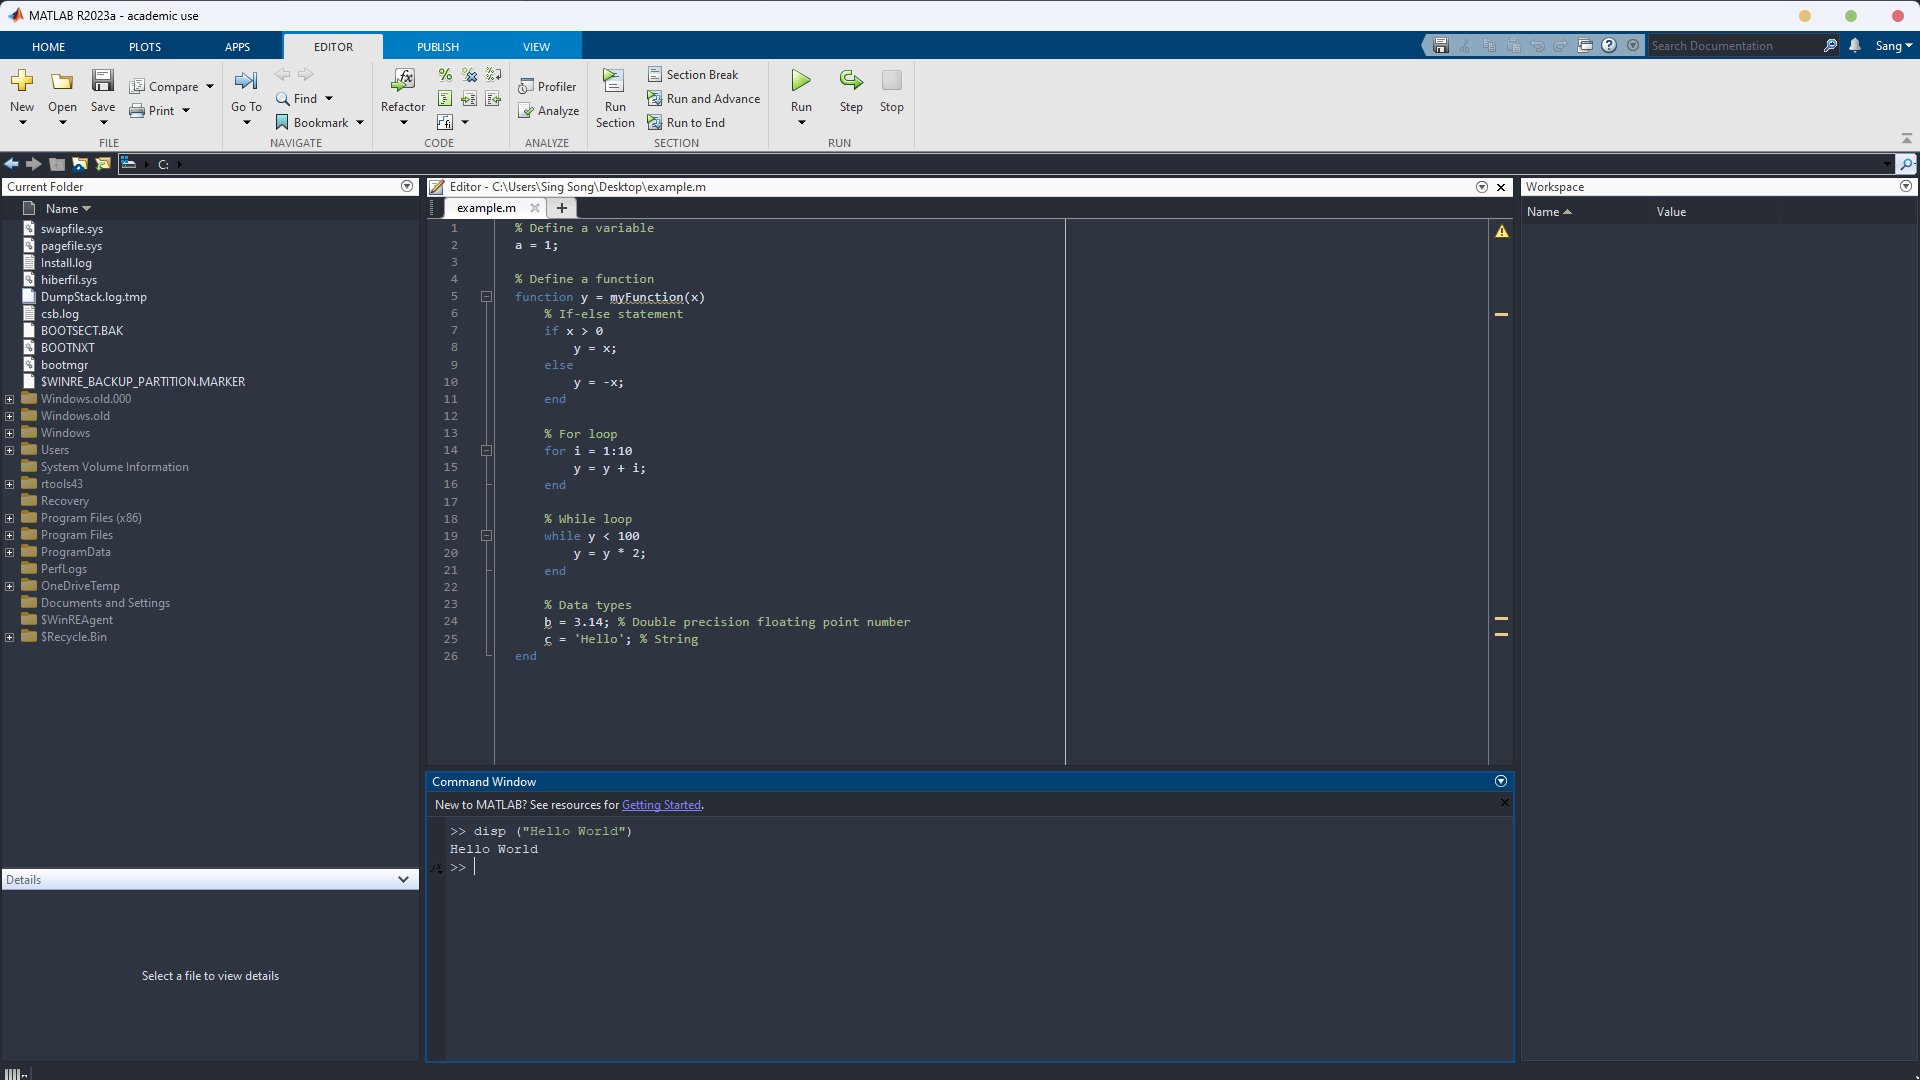 MATLAB R2023a - academic use
HOME PLOTS APPS EDITOR PUBLISH VIEW
Search Documentation
Sang
New Open Save
Compare
Print
FILE
Go To
Find
Bookmark
NAVIGATE
Refactor
CODE
Profiler
Analyze
ANALYZE
Run Section
Section Break
Run and Advance
Run to End
SECTION
Run Step Stop
RUN
C:
Current Folder
Name
swapfile.sys
pagefile.sys
Install.log
hiberfil.sys
DumpStack.log.tmp
csb.log
BOOTSECT.BAK
BOOTNXT
bootmgr
$WINRE_BACKUP_PARTITION.MARKER
Windows.old.000
Windows.old
Windows
Users
System Volume Information
rtools43
Recovery
Program Files (x86)
Program Files
ProgramData
PerfLogs
OneDriveTemp
Documents and Settings
$WinREAgent
$Recycle.Bin
Details
Select a file to view details
Editor - C:\Users\Sing Song\Desktop\example.m
example.m
1 % Define a variable
2 a = 1;
3
4 % Define a function
5 function y = myFunction(x)
6 % If-else statement
7 if x > 0
8 y = x;
9 else
10 y = -x;
11 end
12
13 % For loop
14 for i = 1:10
15 y = y + i;
16 end
17
18 % While loop
19 while y < 100
20 y = y * 2;
21 end
22
23 % Data types
24 b = 3.14; % Double precision floating point number
25 c = 'Hello'; % String
26 end
Command Window
New to MATLAB? See resources for Getting Started.
>> disp ("Hello World")
Hello World
>>
Workspace
Name Value